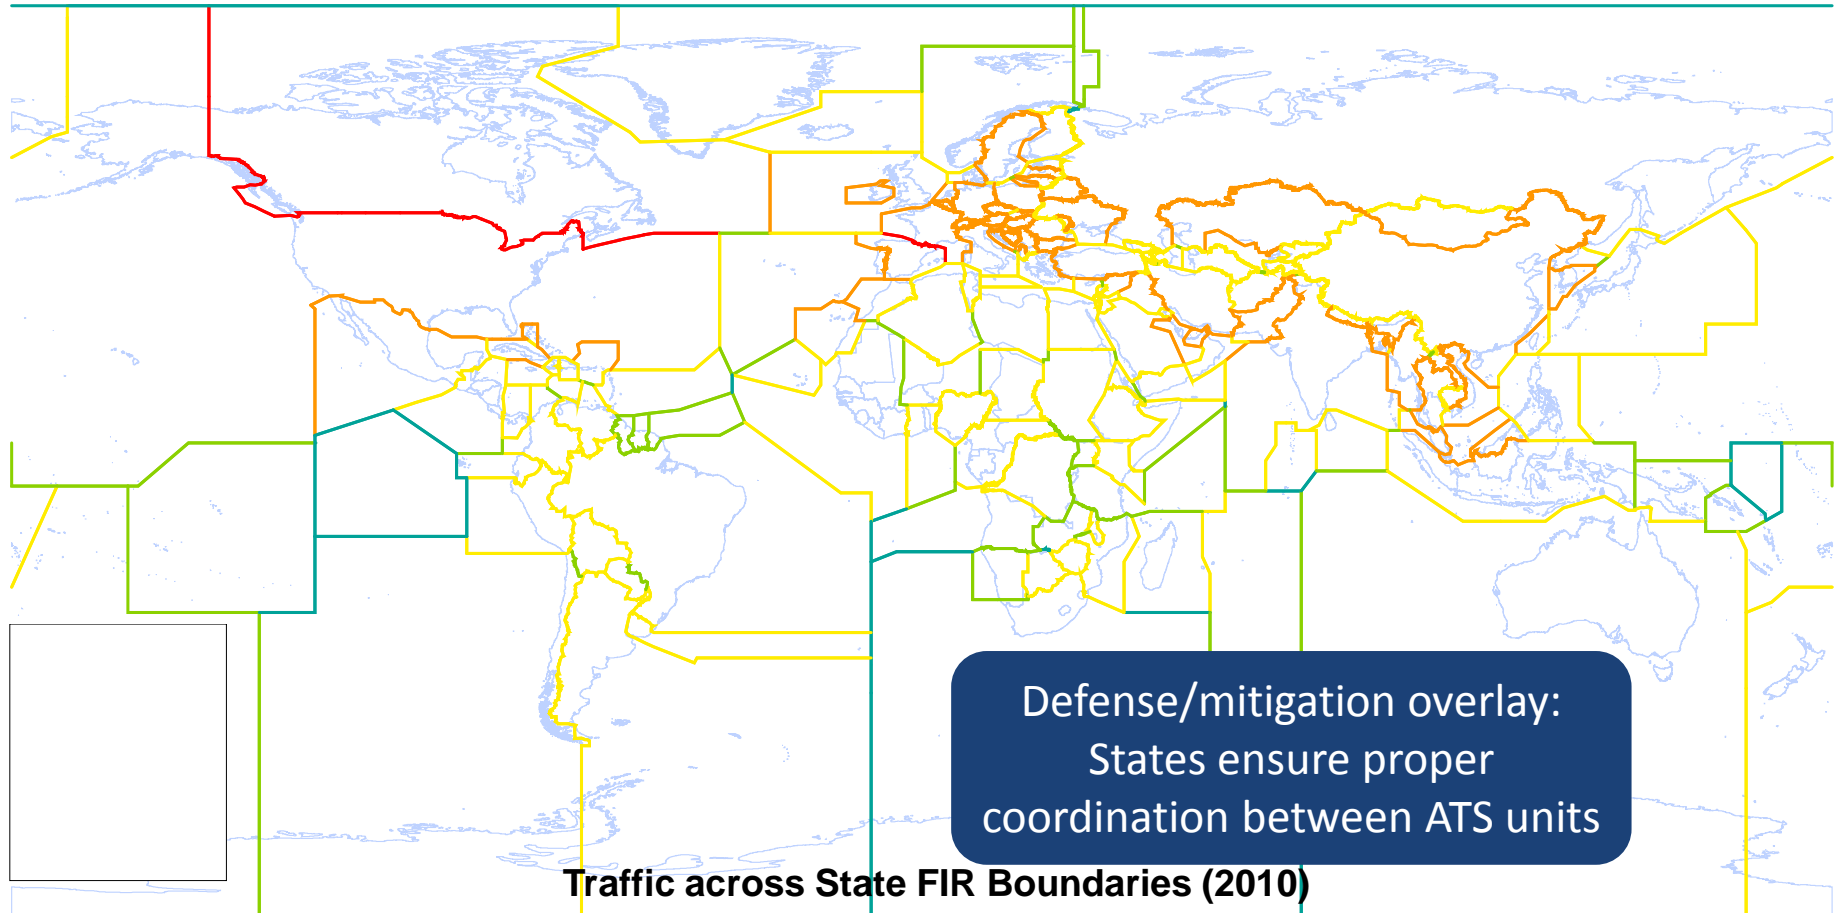 Defense/mitigation overlay:
States ensure proper
coordination between ATS units
Traffic across State FIR Boundaries (2010)